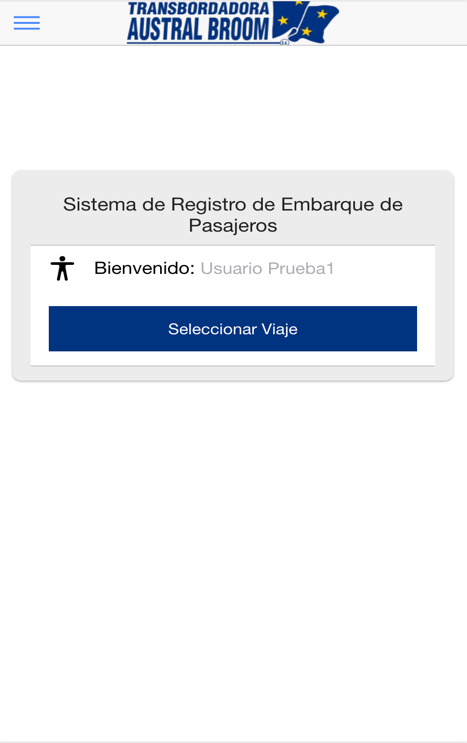 TRANSBORDADORA
AUSTRAL BROOM
S.A.
Sistema de Registro de Embarque de
Pasajeros
Bienvenido: Usuario Prueba1
Seleccionar Viaje